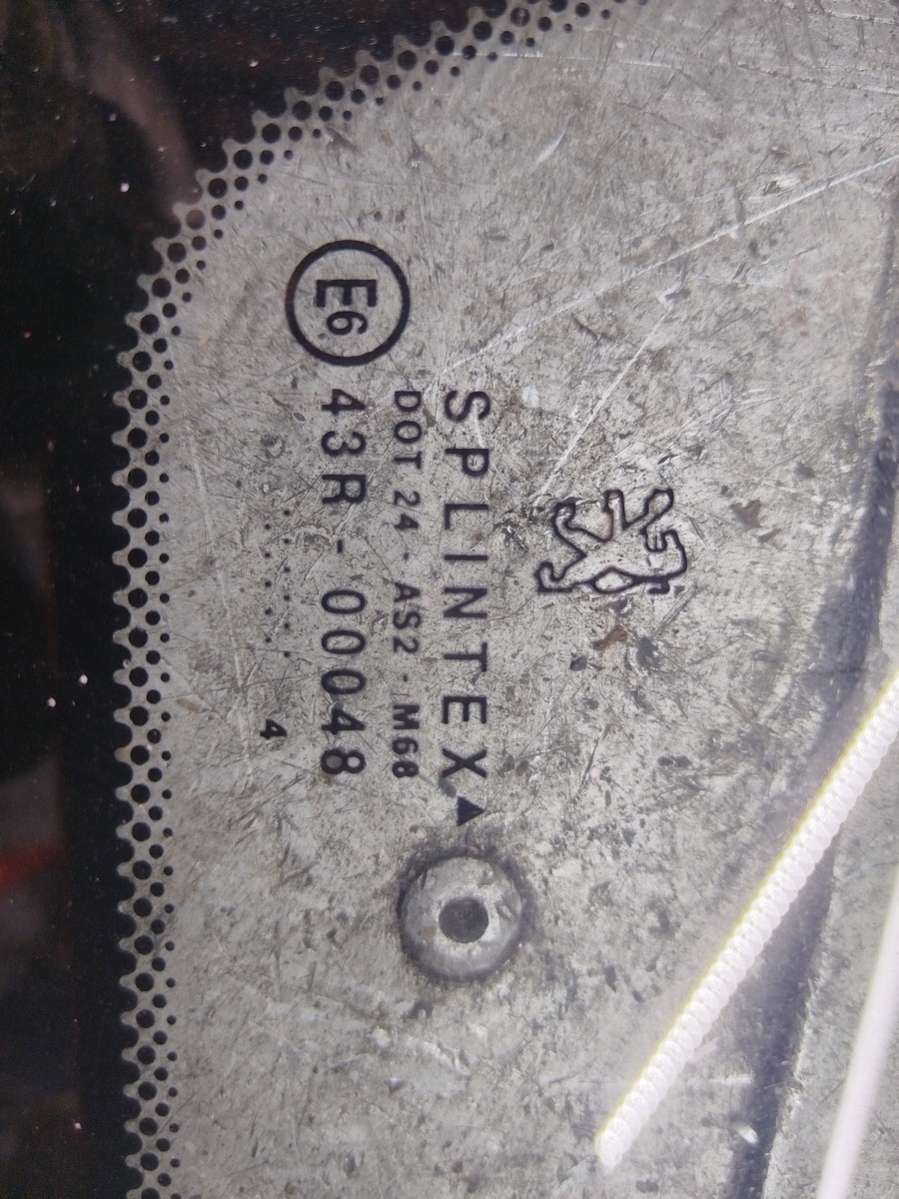 SPLINTEX
DOT 24 · AS2 · M68
E6
43R - 00048
4